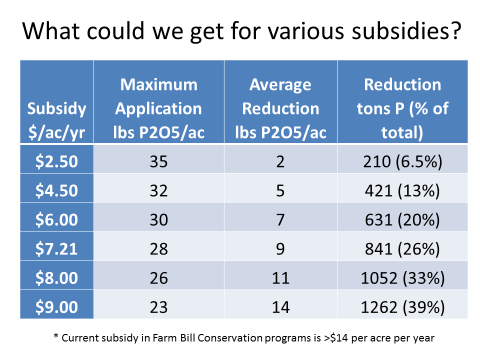 What could we get for various subsidies?
Subsidy $/ac/yr Maximum Application lbs P2O5/ac Average Reduction lbs P2O5/ac Reduction tons P (% of total)
$2.50 35 2 210 (6.5%)
$4.50 32 5 421 (13%)
$6.00 30 7 631 (20%)
$7.21 28 9 841 (26%)
$8.00 26 11 1052 (33%)
$9.00 23 14 1262 (39%)
* Current subsidy in Farm Bill Conservation programs is >$14 per acre per year